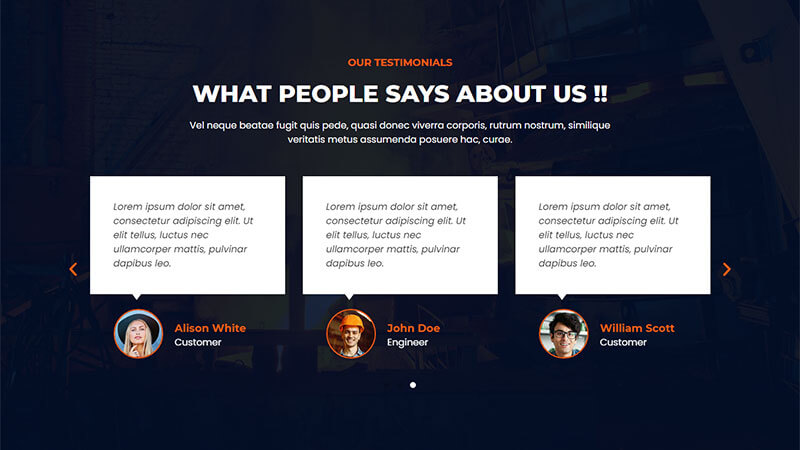 OUR TESTIMONIALS
WHAT PEOPLE SAYS ABOUT US !!
Vel neque beatae fugit quis pede, quasi donec viverra corporis, rutrum nostrum, similique
veritatis metus assumenda posuere hac, curae.
Lorem ipsum dolor sit amet,
consectetur adipiscing elit. Ut
elit tellus, luctus nec
ullamcorper mattis, pulvinar
dapibus leo.
Alison White
Customer
Lorem ipsum dolor sit amet,
consectetur adipiscing elit. Ut
elit tellus, luctus nec
ullamcorper mattis, pulvinar
dapibus leo.
John Doe
Engineer
Lorem ipsum dolor sit amet,
consectetur adipiscing elit. Ut
elit tellus, luctus nec
ullamcorper mattis, pulvinar
dapibus leo.
William Scott
Customer